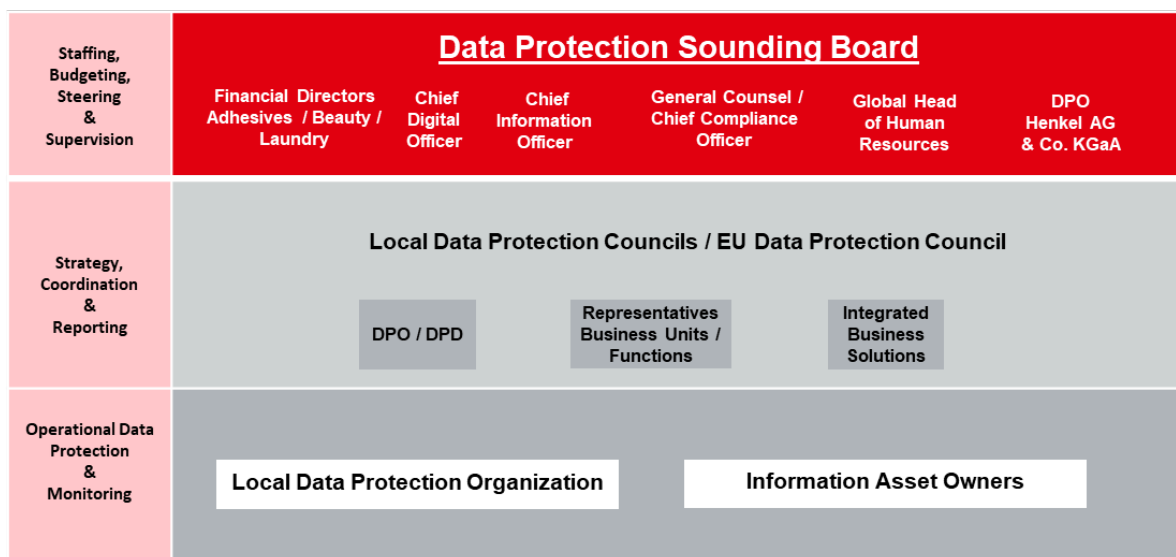 Staffing,
Budgeting,
Steering
&
Supervision
Data Protection Sounding Board
Financial Directors
Adhesives / Beauty /
Laundry
Chief
Digital
Officer
Chief
Information
Officer
General Counsel /
Chief Compliance
Officer
Global Head
of Human
Resources
DPO
Henkel AG
& Co. KGaA
Strategy,
Coordination
&
Reporting
Local Data Protection Councils / EU Data Protection Council
DPO / DPD
Representatives
Business Units /
Functions
Integrated
Business
Solutions
Operational Data
Protection
&
Monitoring
Local Data Protection Organization
Information Asset Owners